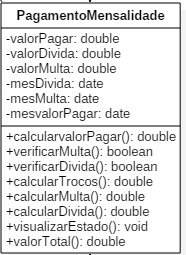 PagamentoMensalidade
-valorPagar: double
-valorDivida: double
-valorMulta: double
-mesDivida: date
-mesMulta: date
-mesvalorPagar: date
+calcularvalorPagar(): double
+verificarMulta(): boolean
+verificarDivida(): boolean
+calcularTrocos(): double
+calcularMulta(): double
+calcularDivida(): double
+visualizarEstado(): void
+valorTotal(): double